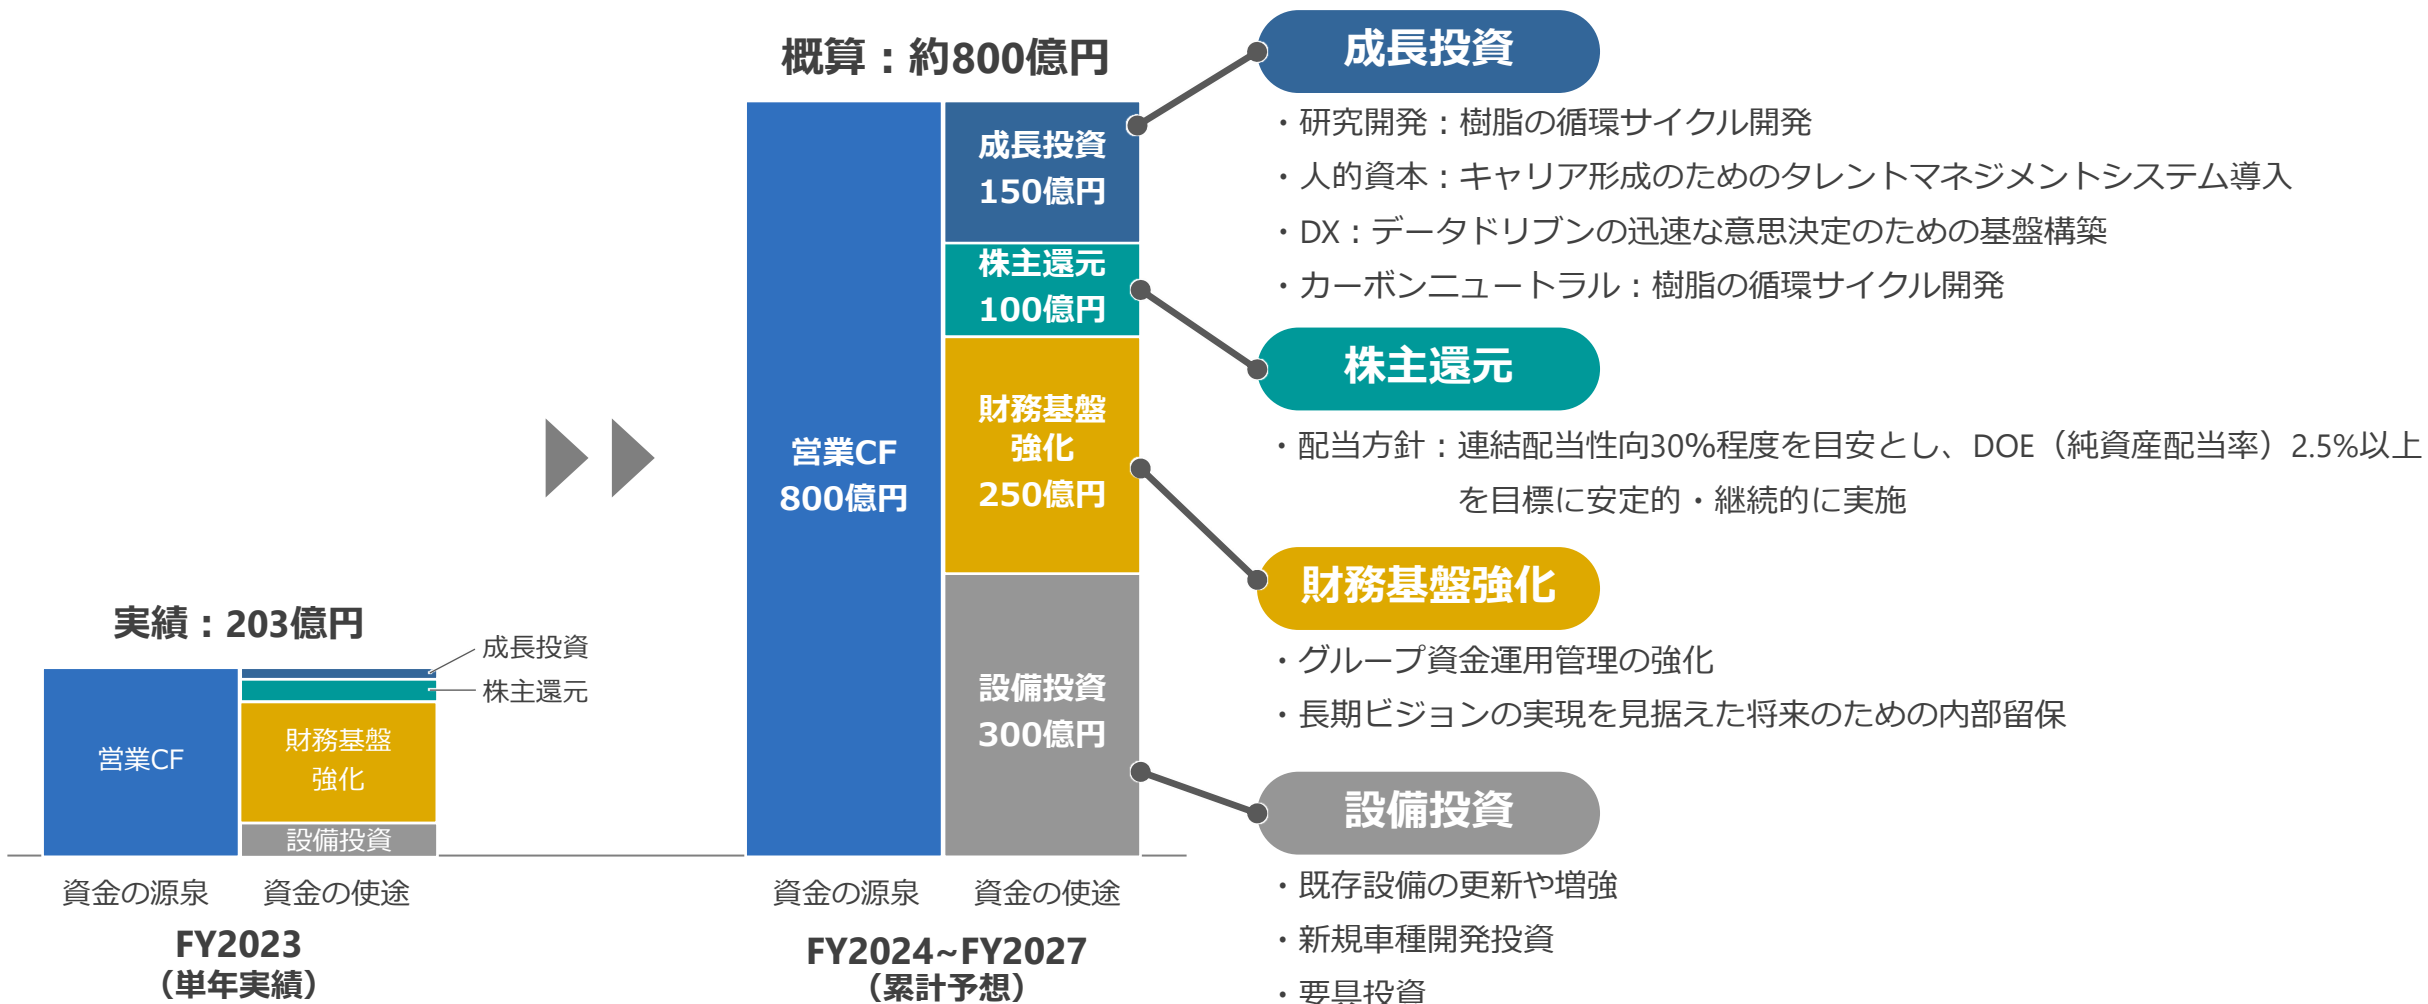 実績：203億円
成長投資
株主還元
営業CF
財務基盤
強化
設備投資
資金の源泉
資金の使途
FY2023
（単年実績）
概算：約800億円
営業CF
800億円
成長投資
150億円
株主還元
100億円
財務基盤
強化
250億円
設備投資
300億円
資金の源泉
資金の使途
FY2024~FY2027
（累計予想）
成長投資
・研究開発：樹脂の循環サイクル開発
・人的資本：キャリア形成のためのタレントマネジメントシステム導入
・DX：データドリブンの迅速な意思決定のための基盤構築
・カーボンニュートラル：樹脂の循環サイクル開発
株主還元
・配当方針：連結配当性向30%程度を目安とし、DOE（純資産配当率）2.5%以上
を目標に安定的・継続的に実施
財務基盤強化
・グループ資金運用管理の強化
・長期ビジョンの実現を見据えた将来のための内部留保
設備投資
・既存設備の更新や増強
・新規車種開発投資
・要具投資